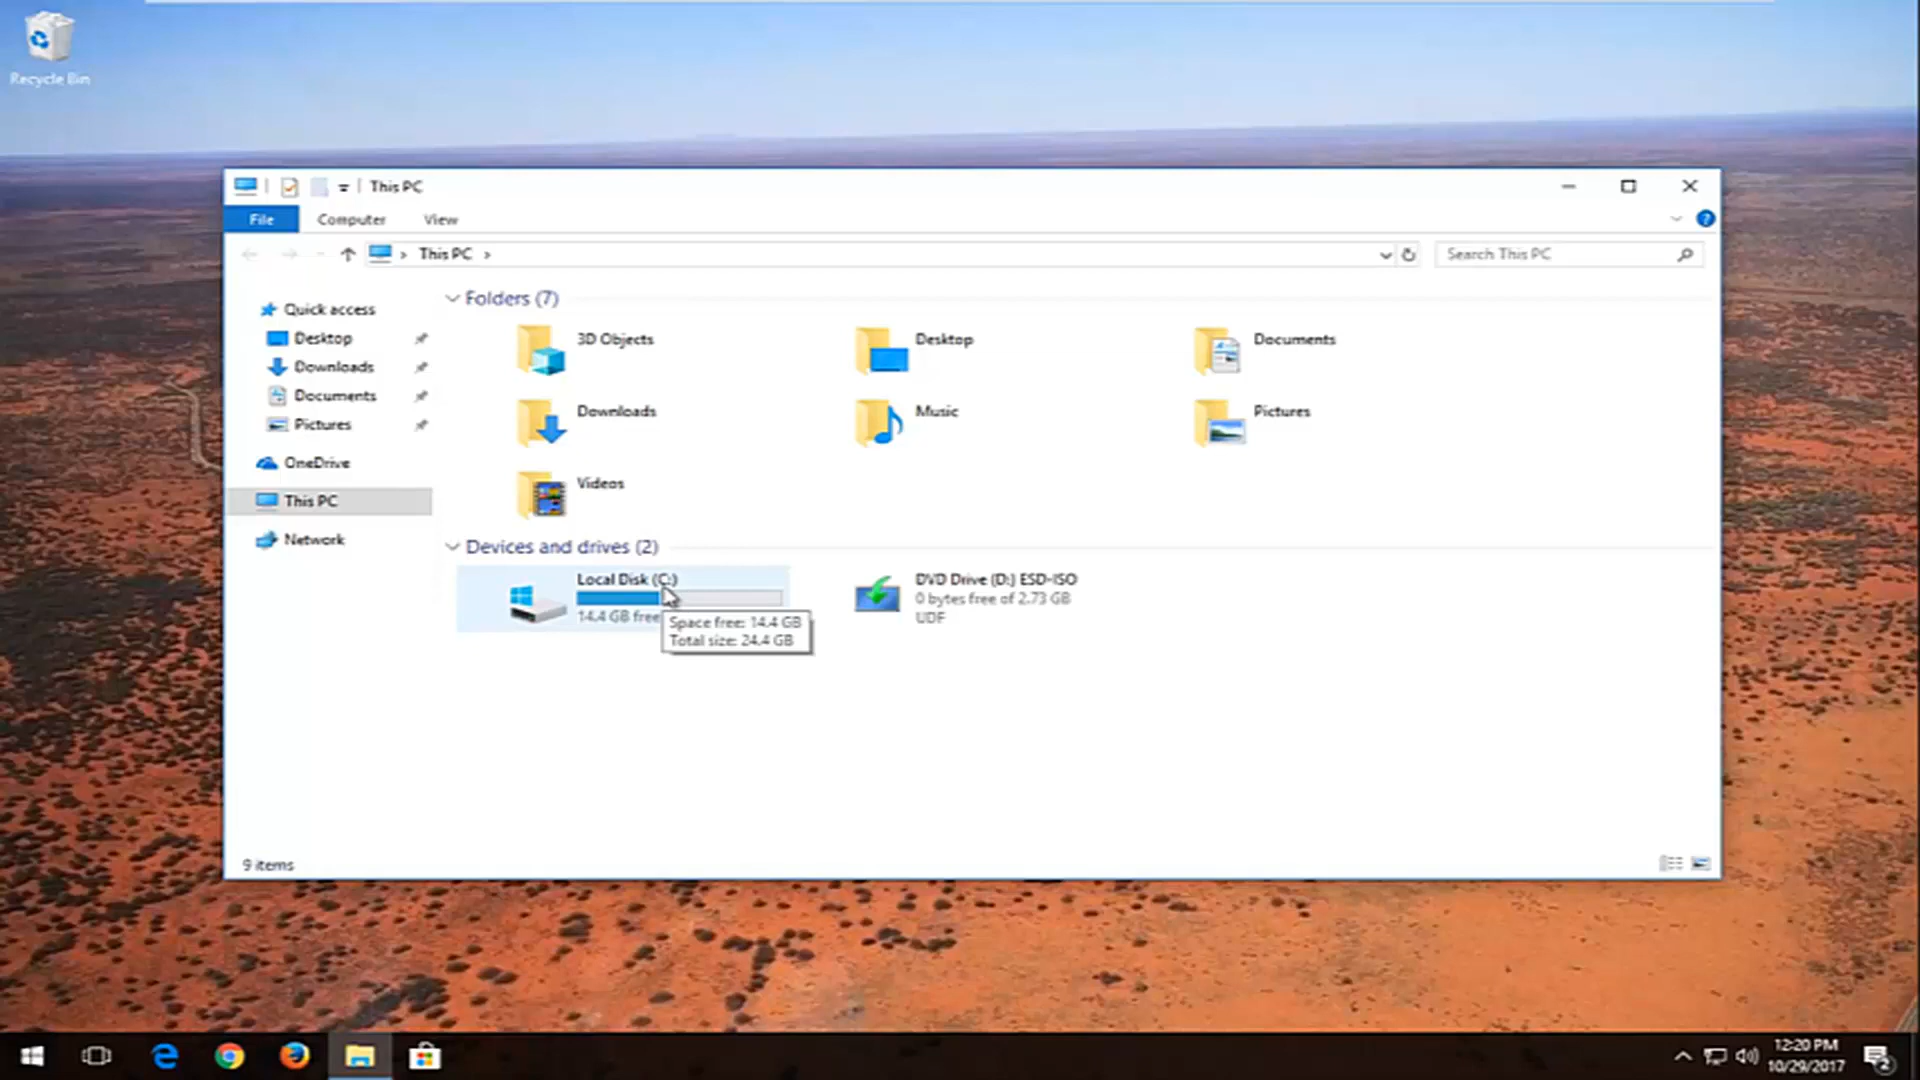 Recycle Bin
This PC
File Computer View
This PC
Search This PC
Quick access
Desktop
Downloads
Documents
Pictures
OneDrive
This PC
Network
Folders (7)
3D Objects
Desktop
Documents
Downloads
Music
Pictures
Videos
Devices and drives (2)
Local Disk (C:)
14.4 GB free
Space free: 14.4 GB
Total size: 24.4 GB
DVD Drive (D:) ESD-ISO
0 bytes free of 2.73 GB
UDF
9 items
12:20 PM
10/29/2017
2